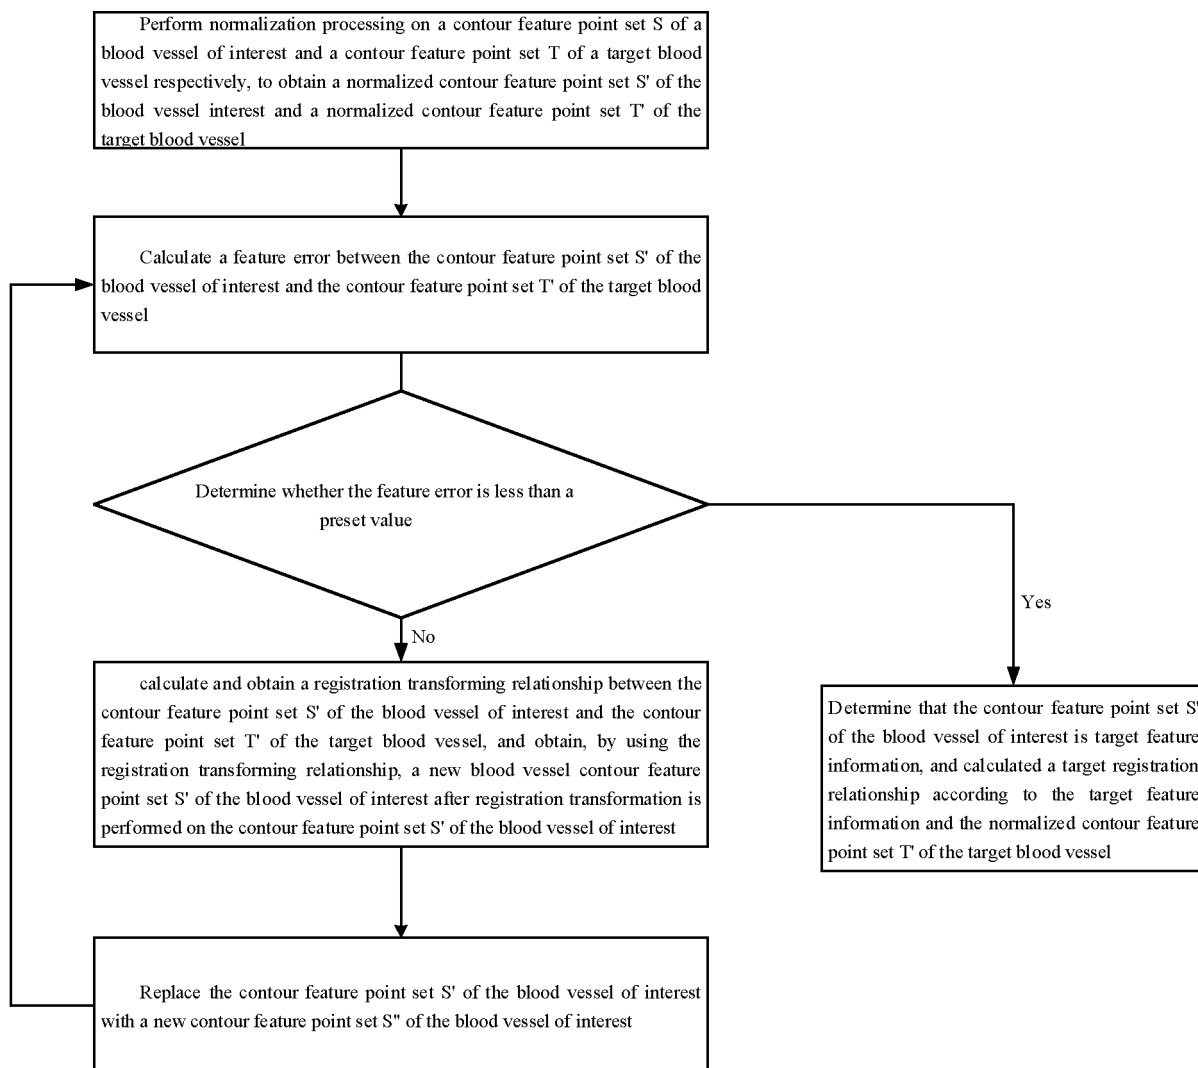 Perform normalization processing on a contour feature point set S of a
blood vessel of interest and a contour feature point set T of a target blood
vessel respectively, to obtain a normalized contour feature point set S' of the
blood vessel interest and a normalized contour feature point set T' of the
target blood vessel
Calculate a feature error between the contour feature point set S' of the
blood vessel of interest and the contour feature point set T' of the target blood
vessel
Determine whether the feature error is less than a
preset value
Yes
No
calculate and obtain a registration transforming relationship between the
contour feature point set S' of the blood vessel of interest and the contour
feature point set T' of the target blood vessel, and obtain, by using the
registration transforming relationship, a new blood vessel contour feature
point set S' of the blood vessel of interest after registration transformation is
performed on the contour feature point set S' of the blood vessel of interest
Determine that the contour feature point set S'
of the blood vessel of interest is target feature
information, and calculated a target registration
relationship according to the target feature
information and the normalized contour feature
point set T' of the target blood vessel
Replace the contour feature point set S' of the blood vessel of interest
with a new contour feature point set S" of the blood vessel of interest